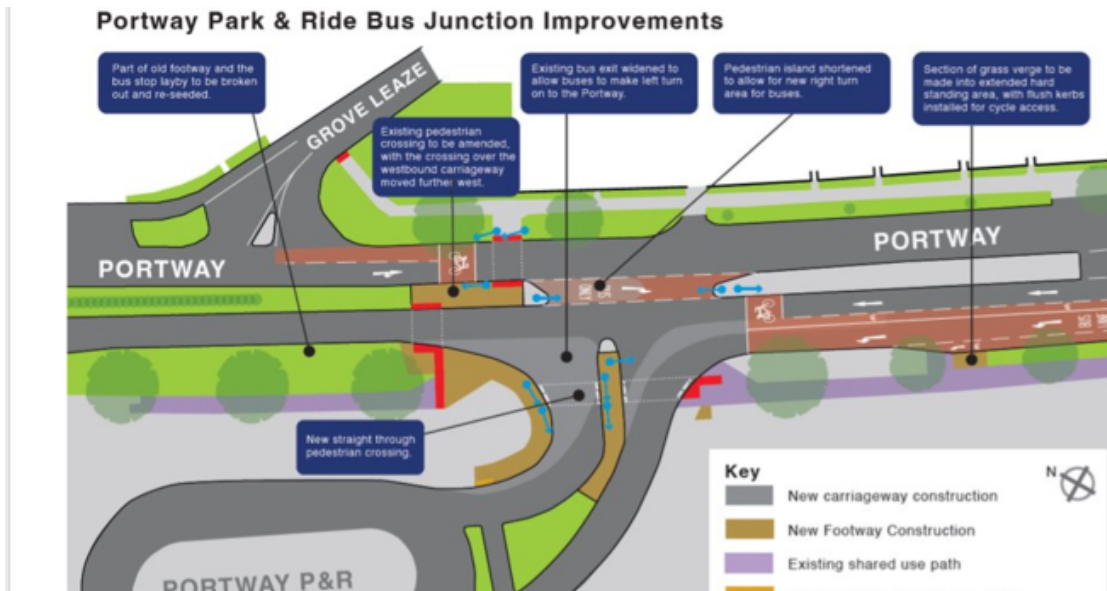 Portway Park & Ride Bus Junction Improvements
Part of old footway and the
bus stop layby to be broken
out and re-seeded.
Existing bus exit widened to
allow buses to make left turn
on to the Portway.
Pedestrian island shortened
to allow for new right turn
area for buses.
Section of grass verge to be
made into extended hard
standing area, with flush kerbs
installed for cycle access.
GROVE LEAZE
Existing pedestrian
crossing to be amended,
with the crossing over the
westbound carriageway
moved further west.
PORTWAY
PORTWAY
ONLY
New straight through
pedestrian crossing.
Key
N
New carriageway construction
New Footway Construction
Existing shared use path
PORTWAY P&R